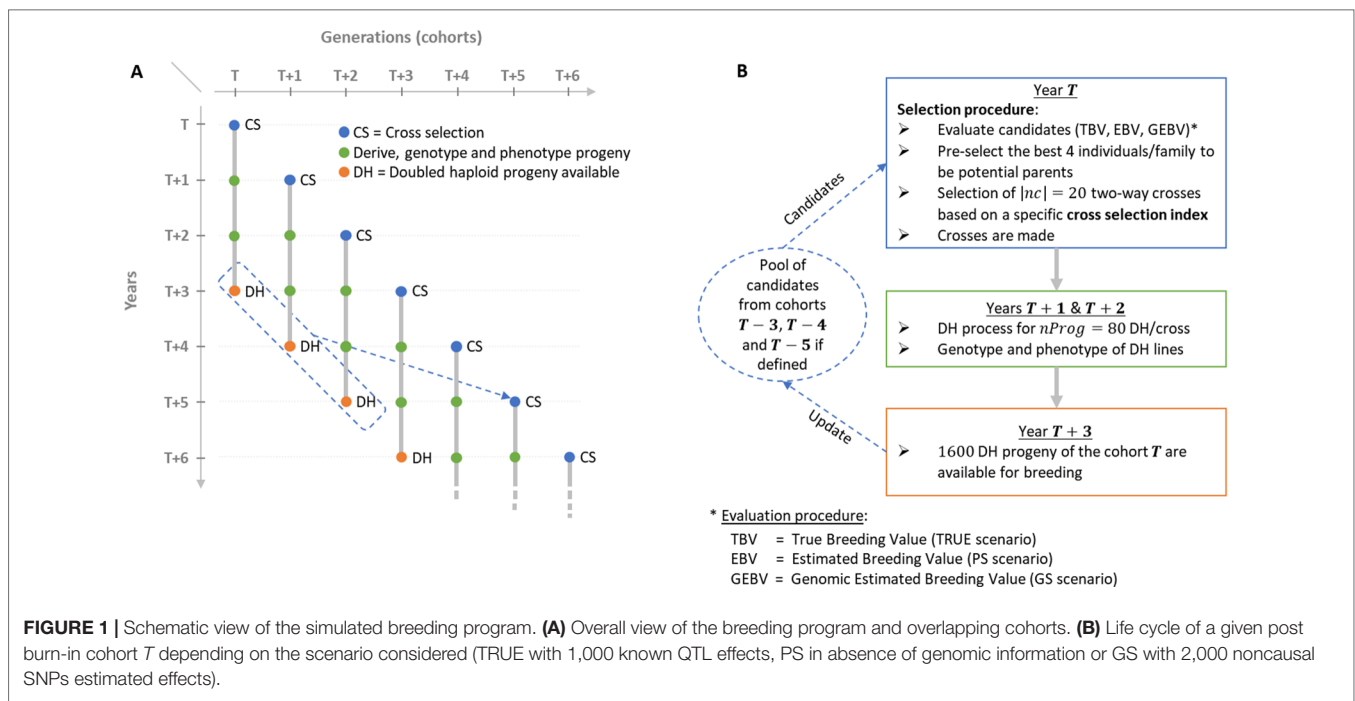 Generations (cohorts)
A
T T+1 T+2 T+3 T+4 T+5 T+6
Years
T
T+1
T+2
T+3
T+4
T+5
T+6
CS
CS
CS
DH CS
DH CS
DH CS
DH CS
CS = Cross selection
Derive, genotype and phenotype progeny
DH = Doubled haploid progeny available
B
Year T
Selection procedure:
➢ Evaluate candidates (TBV, EBV, GEBV)*
➢ Pre-select the best 4 individuals/family to
be potential parents
➢ Selection of |nc| = 20 two-way crosses
based on a specific cross selection index
➢ Crosses are made
Candidates
Pool of
candidates
from cohorts
T − 3, T − 4
and T − 5 if
defined
Update
Years T + 1 & T + 2
➢ DH process for nProg = 80 DH/cross
➢ Genotype and phenotype of DH lines
Year T + 3
➢ 1600 DH progeny of the cohort T are
available for breeding
* Evaluation procedure:
TBV = True Breeding Value (TRUE scenario)
EBV = Estimated Breeding Value (PS scenario)
GEBV = Genomic Estimated Breeding Value (GS scenario)
FIGURE 1 | Schematic view of the simulated breeding program. (A) Overall view of the breeding program and overlapping cohorts. (B) Life cycle of a given post
burn-in cohort T depending on the scenario considered (TRUE with 1,000 known QTL effects, PS in absence of genomic information or GS with 2,000 noncausal
SNPs estimated effects).